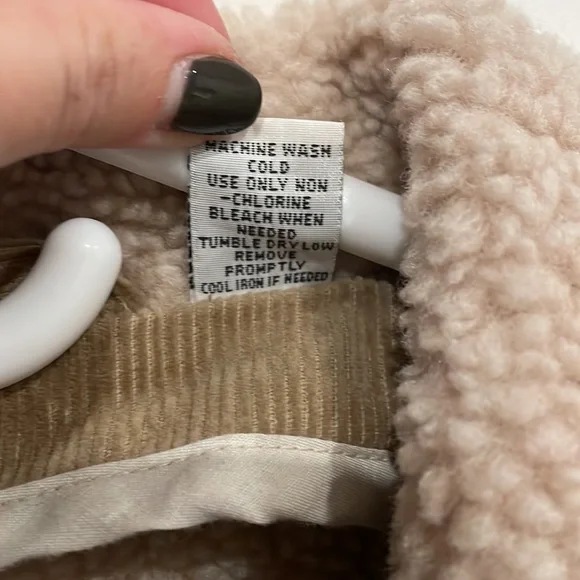 MACHINE WASH
COLD
USE ONLY NON
-CHLORINE
BLEACH WHEN
NEEDED
TUMBLE DRY LOW
REMOVE
PROMPTLY
COOL IRON IF NEEDED